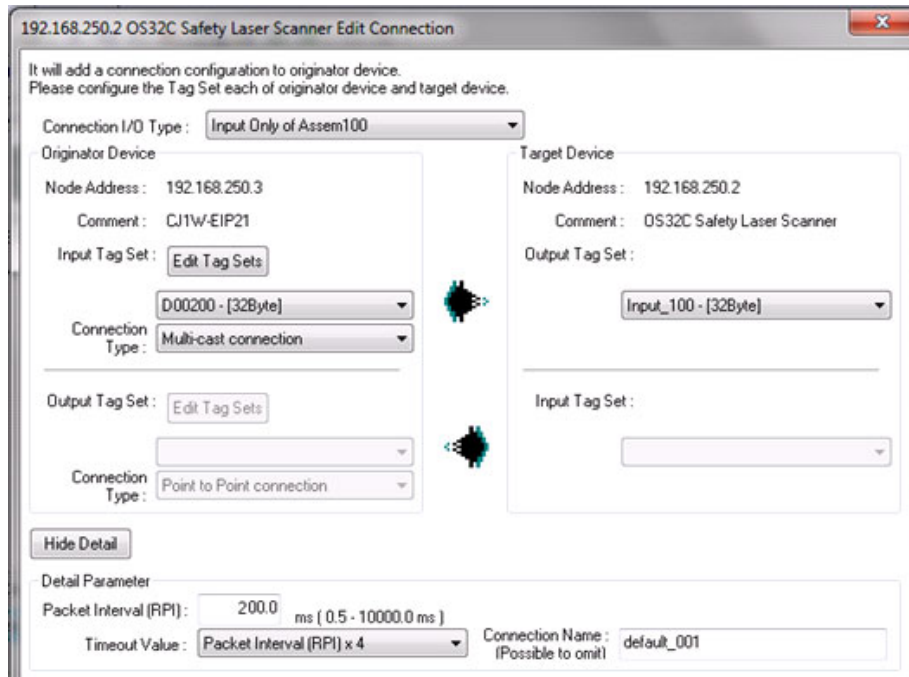 192.168.250.2 OS32C Safety Laser Scanner Edit Connection
It will add a connection configuration to originator device.
Please configure the Tag Set each of originator device and target device.
Connection I/O Type : Input Only of Assem100
Originator Device
Node Address : 192.168.250.3
Comment : CJ1W-EIP21
Input Tag Set : Edit Tag Sets
D00200 - [32Byte]
Connection Type : Multi-cast connection
Output Tag Set : Edit Tag Sets
Connection Type : Point to Point connection
Target Device
Node Address : 192.168.250.2
Comment : OS32C Safety Laser Scanner
Output Tag Set :
Input_100 - [32Byte]
Input Tag Set :
Hide Detail
Detail Parameter
Packet Interval (RPI) : 200.0 ms ( 0.5 - 10000.0 ms )
Timeout Value : Packet Interval (RPI) x 4
Connection Name : default_001
(Possible to omit)